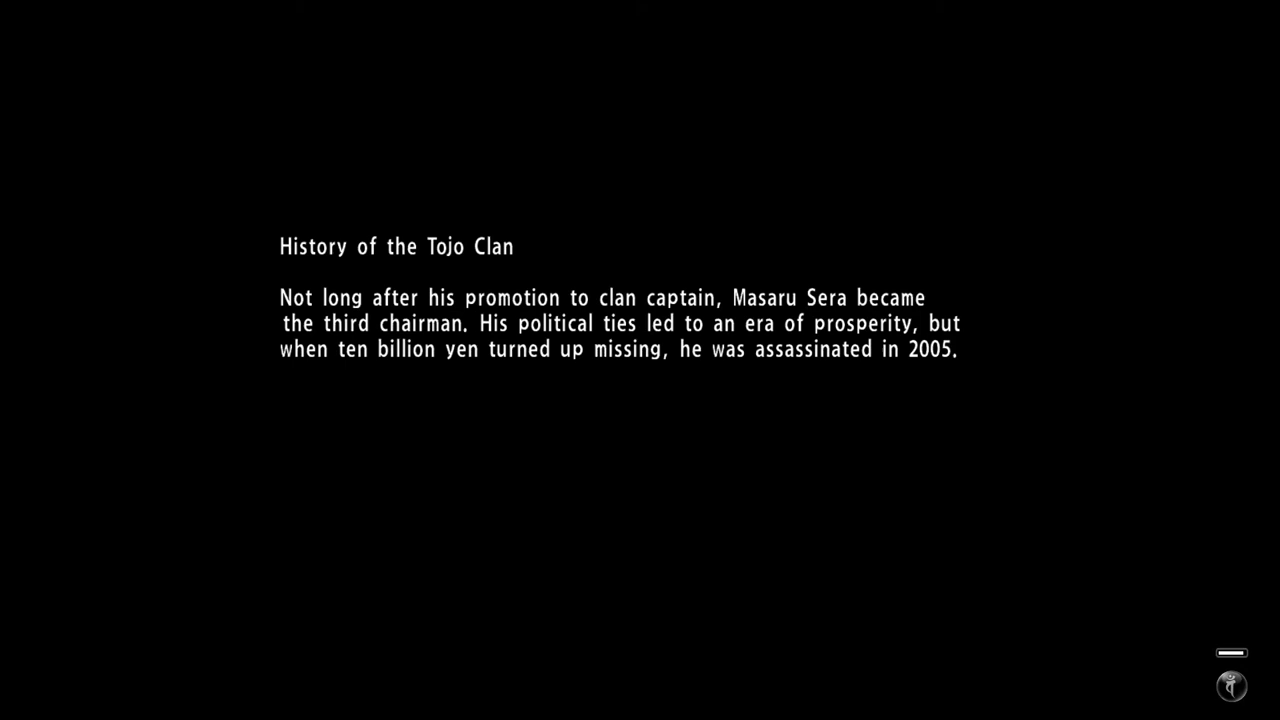 History of the Tojo Clan
Not long after his promotion to clan captain, Masaru Sera became
the third chairman. His political ties led to an era of prosperity, but
when ten billion yen turned up missing, he was assassinated in 2005.